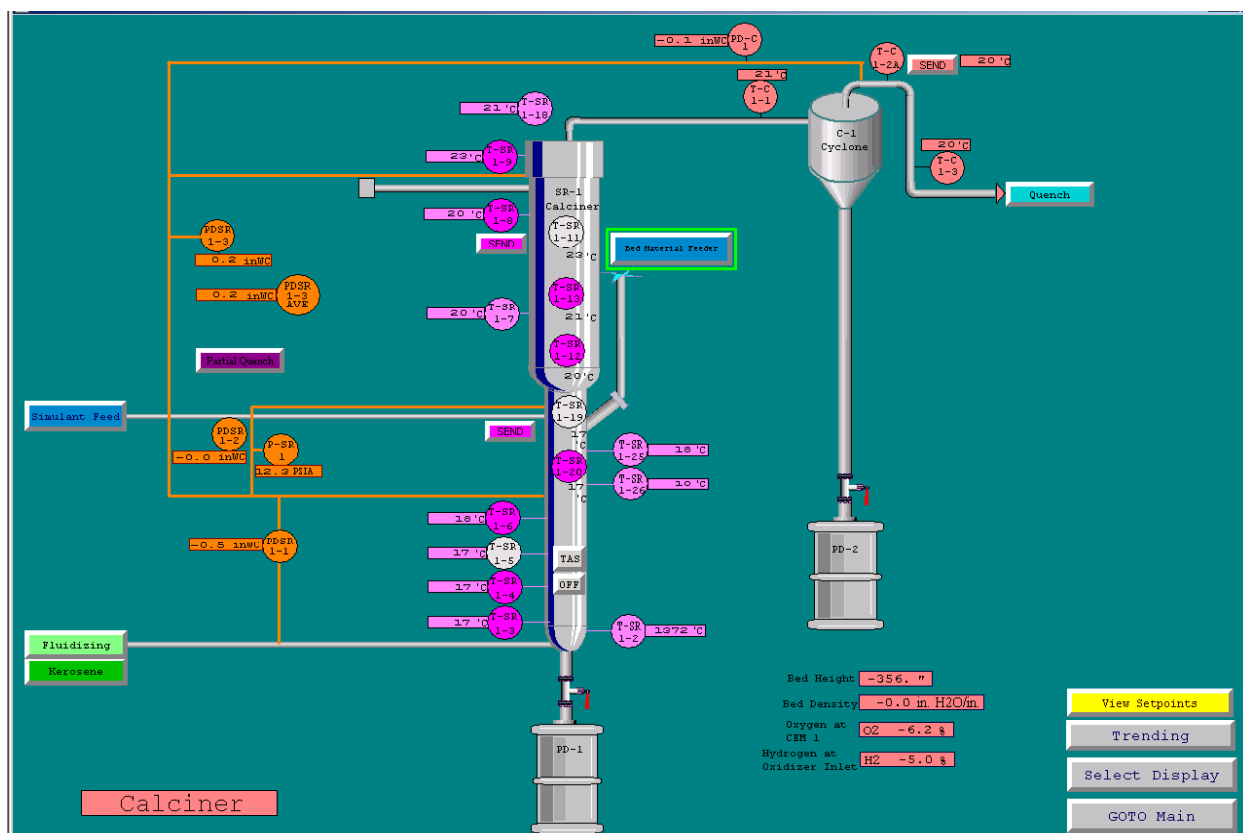 -0.1 inWC
PD-C
1
T-C
1-2A
SEND
20 'C
21 'C
T-C
1-1
21 'C
T-SR
1-18
C-1
Cyclone
20 'C
T-C
1-3
23 'C
T-SR
1-9
SR-1
Calciner
Quench
20 'C
T-SR
1-8
T-SR
1-11
SEND
23 'C
Bed Material Feeder
PDSR
1-3
0.2 inWC
0.2 inWC
PDSR
1-3
AVE
T-SR
1-13
21 'C
20 'C
T-SR
1-7
T-SR
1-12
20 'C
Partial Quench
Simulant Feed
T-SR
1-19
17
'C
SEND
PDSR
1-2
-0.0 inWC
P-SR
1
12.3 PSIA
T-SR
1-25
18 'C
T-SR
1-20
17
'C
T-SR
1-26
10 'C
18 'C
T-SR
1-6
-0.5 inWC
PDSR
1-1
17 'C
T-SR
1-5
TAS
PD-2
17 'C
T-SR
1-4
OFF
17 'C
T-SR
1-3
T-SR
1-2
1372 'C
Fluidizing
Kerosene
Bed Height
-356. "
Bed Density
-0.0 in. H2O/in.
Oxygen at
CEM 1
O2 -6.2 %
Hydrogen at
Oxidizer Inlet
H2 -5.0 %
View Setpoints
Trending
Select Display
GOTO Main
PD-1
Calciner